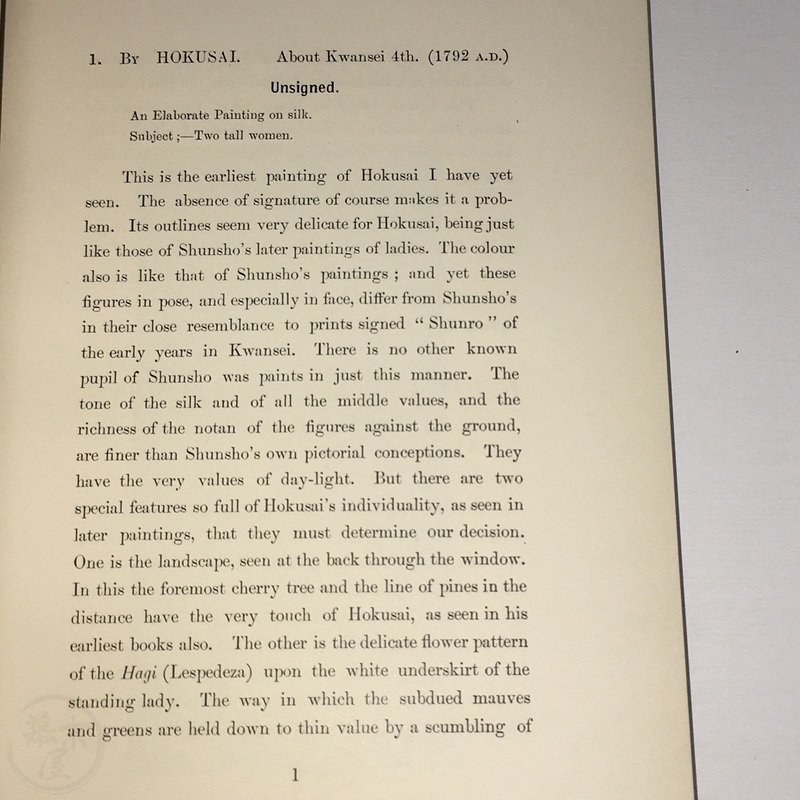 1. By HOKUSAI. About Kwansei 4th. (1792 A.D.)
Unsigned.
An Elaborate Painting on silk.
Subject ;—Two tall women.
This is the earliest painting of Hokusai I have yet
seen. The absence of signature of course makes it a prob-
lem. Its outlines seem very delicate for Hokusai, being just
like those of Shunsho's later paintings of ladies. The colour
also is like that of Shunsho's paintings ; and yet these
figures in pose, and especially in face, differ from Shunsho's
in their close resemblance to prints signed “ Shunro ” of
the early years in Kwansei. There is no other known
pupil of Shunsho was paints in just this manner. The
tone of the silk and of all the middle values, and the
richness of the notan of the figures against the ground,
are finer than Shunsho's own pictorial conceptions. They
have the very values of day-light. But there are two
special features so full of Hokusai's individuality, as seen in
later paintings, that they must determine our decision.
One is the landscape, seen at the back through the window.
In this the foremost cherry tree and the line of pines in the
distance have the very touch of Hokusai, as seen in his
earliest books also. The other is the delicate flower pattern
of the Hagi (Lespedeza) upon the white underskirt of the
standing lady. The way in which the subdued mauves
and greens are held down to thin value by a scumbling of
1